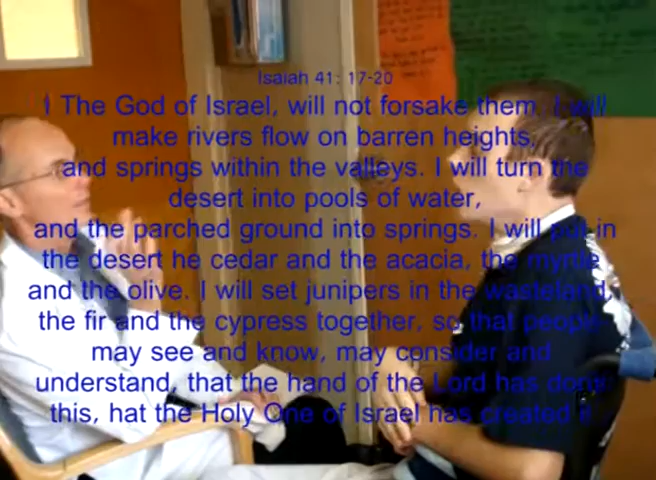 Isaiah 41: 17-20
I The God of Israel, will not forsake them. I will
make rivers flow on barren heights,
and springs within the valleys. I will turn the
desert into pools of water,
and the parched ground into springs. I will put in
the desert he cedar and the acacia, the myrtle
and the olive. I will set junipers in the wasteland,
the fir and the cypress together, so that people
may see and know, may consider and
understand, that the hand of the Lord has done
this, hat the Holy One of Israel has created it